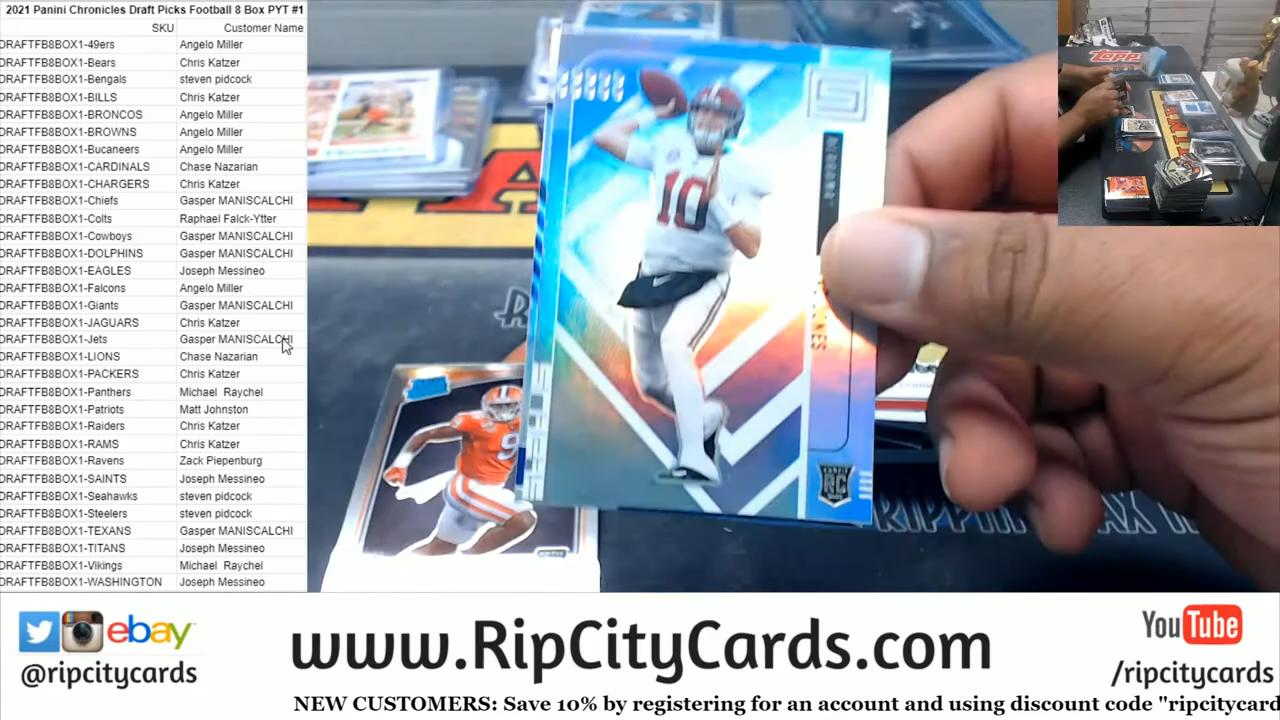 2021 Panini Chronicles Draft Picks Football 8 Box PYT #1
SKU Customer Name
DRAFTFB8BOX1-49ers Angelo Miller
DRAFTFB8BOX1-Bears Chris Katzer
DRAFTFB8BOX1-Bengals steven pidcock
DRAFTFB8BOX1-BILLS Chris Katzer
DRAFTFB8BOX1-BRONCOS Angelo Miller
DRAFTFB8BOX1-BROWNS Angelo Miller
DRAFTFB8BOX1-Bucaneers Angelo Miller
DRAFTFB8BOX1-CARDINALS Chase Nazarian
DRAFTFB8BOX1-CHARGERS Chris Katzer
DRAFTFB8BOX1-Chiefs Gasper MANISCALCHI
DRAFTFB8BOX1-Colts Raphael Falck-Ytter
DRAFTFB8BOX1-Cowboys Gasper MANISCALCHI
DRAFTFB8BOX1-DOLPHINS Gasper MANISCALCHI
DRAFTFB8BOX1-EAGLES Joseph Messineo
DRAFTFB8BOX1-Falcons Angelo Miller
DRAFTFB8BOX1-Giants Gasper MANISCALCHI
DRAFTFB8BOX1-JAGUARS Chris Katzer
DRAFTFB8BOX1-Jets Gasper MANISCALCHI
DRAFTFB8BOX1-LIONS Chase Nazarian
DRAFTFB8BOX1-PACKERS Chris Katzer
DRAFTFB8BOX1-Panthers Michael Raychel
DRAFTFB8BOX1-Patriots Matt Johnston
DRAFTFB8BOX1-Raiders Chris Katzer
DRAFTFB8BOX1-RAMS Chris Katzer
DRAFTFB8BOX1-Ravens Zack Piepenburg
DRAFTFB8BOX1-SAINTS Joseph Messineo
DRAFTFB8BOX1-Seahawks steven pidcock
DRAFTFB8BOX1-Steelers steven pidcock
DRAFTFB8BOX1-TEXANS Gasper MANISCALCHI
DRAFTFB8BOX1-TITANS Joseph Messineo
DRAFTFB8BOX1-Vikings Michael Raychel
DRAFTFB8BOX1-WASHINGTON Joseph Messineo
10
RC
9
topps
RIPPIN
ebay
@ripcitycards
www.RipCityCards.com
YouTube
/ripcitycards
NEW CUSTOMERS: Save 10% by registering for an account and using discount code "ripcitycard